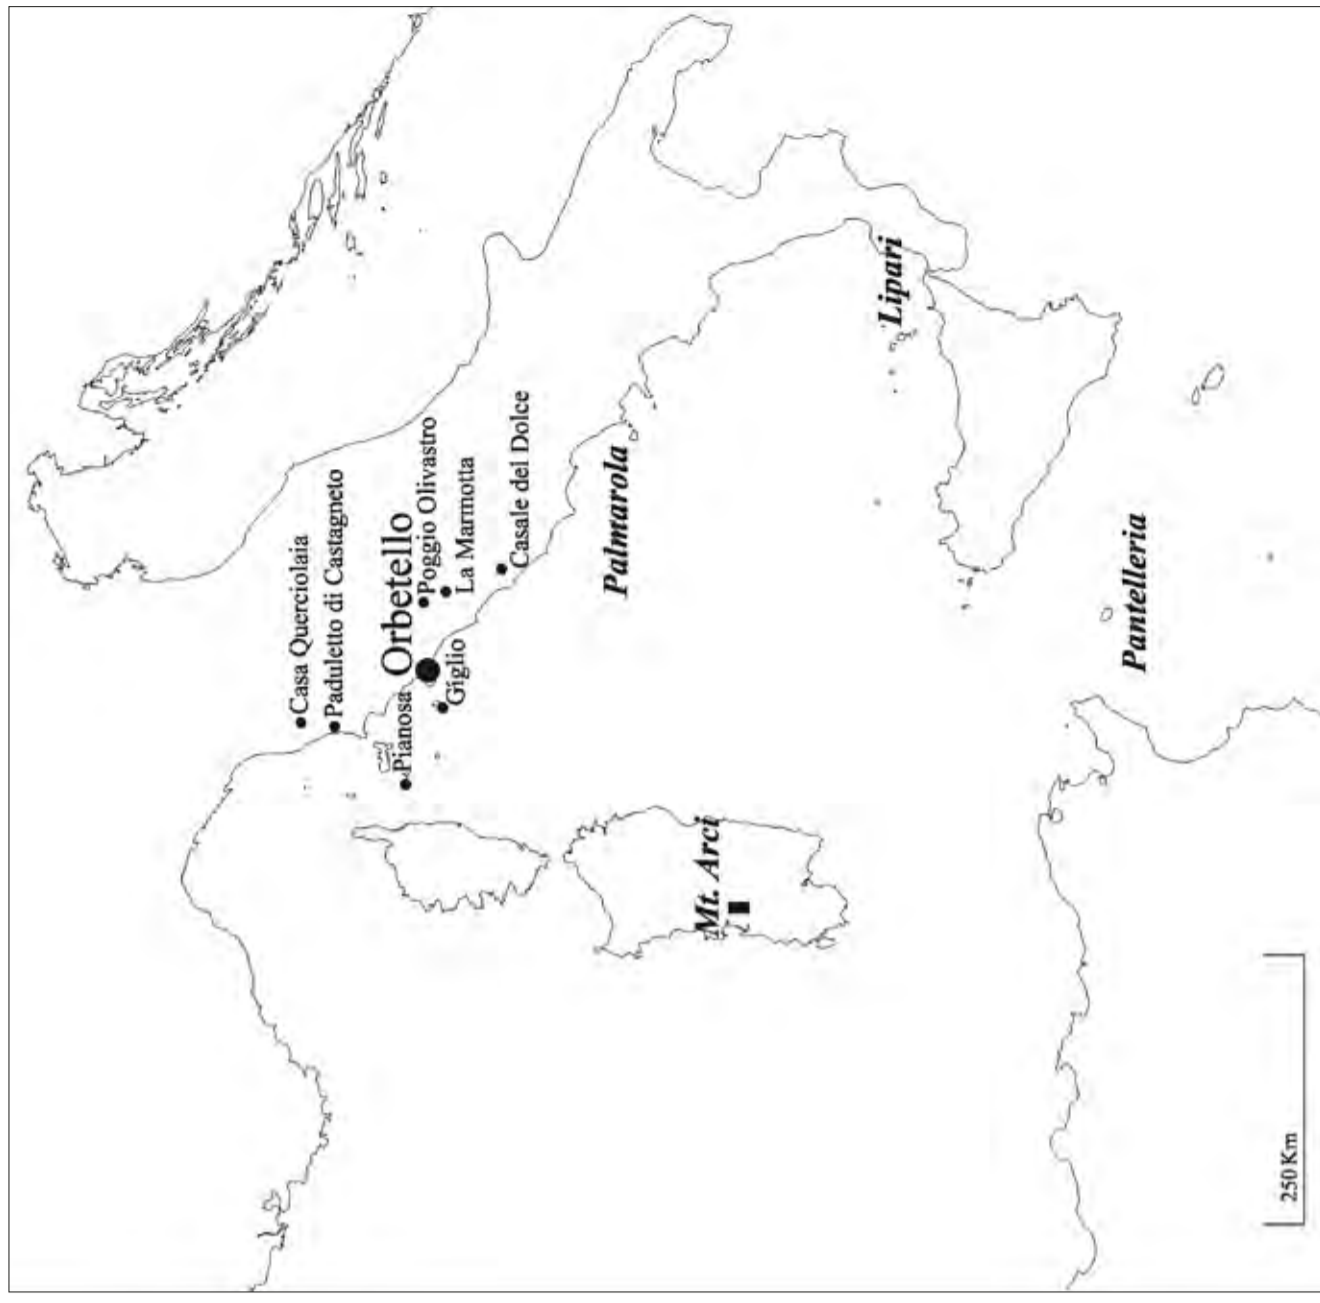 Casa Querciolaia
Paduletto di Castagneto
Pianosa
Orbetello
Giglio
Poggio Olivastro
La Marmotta
Casale del Dolce
Palmarola
Mt. Arci
Lipari
Pantelleria
250 Km